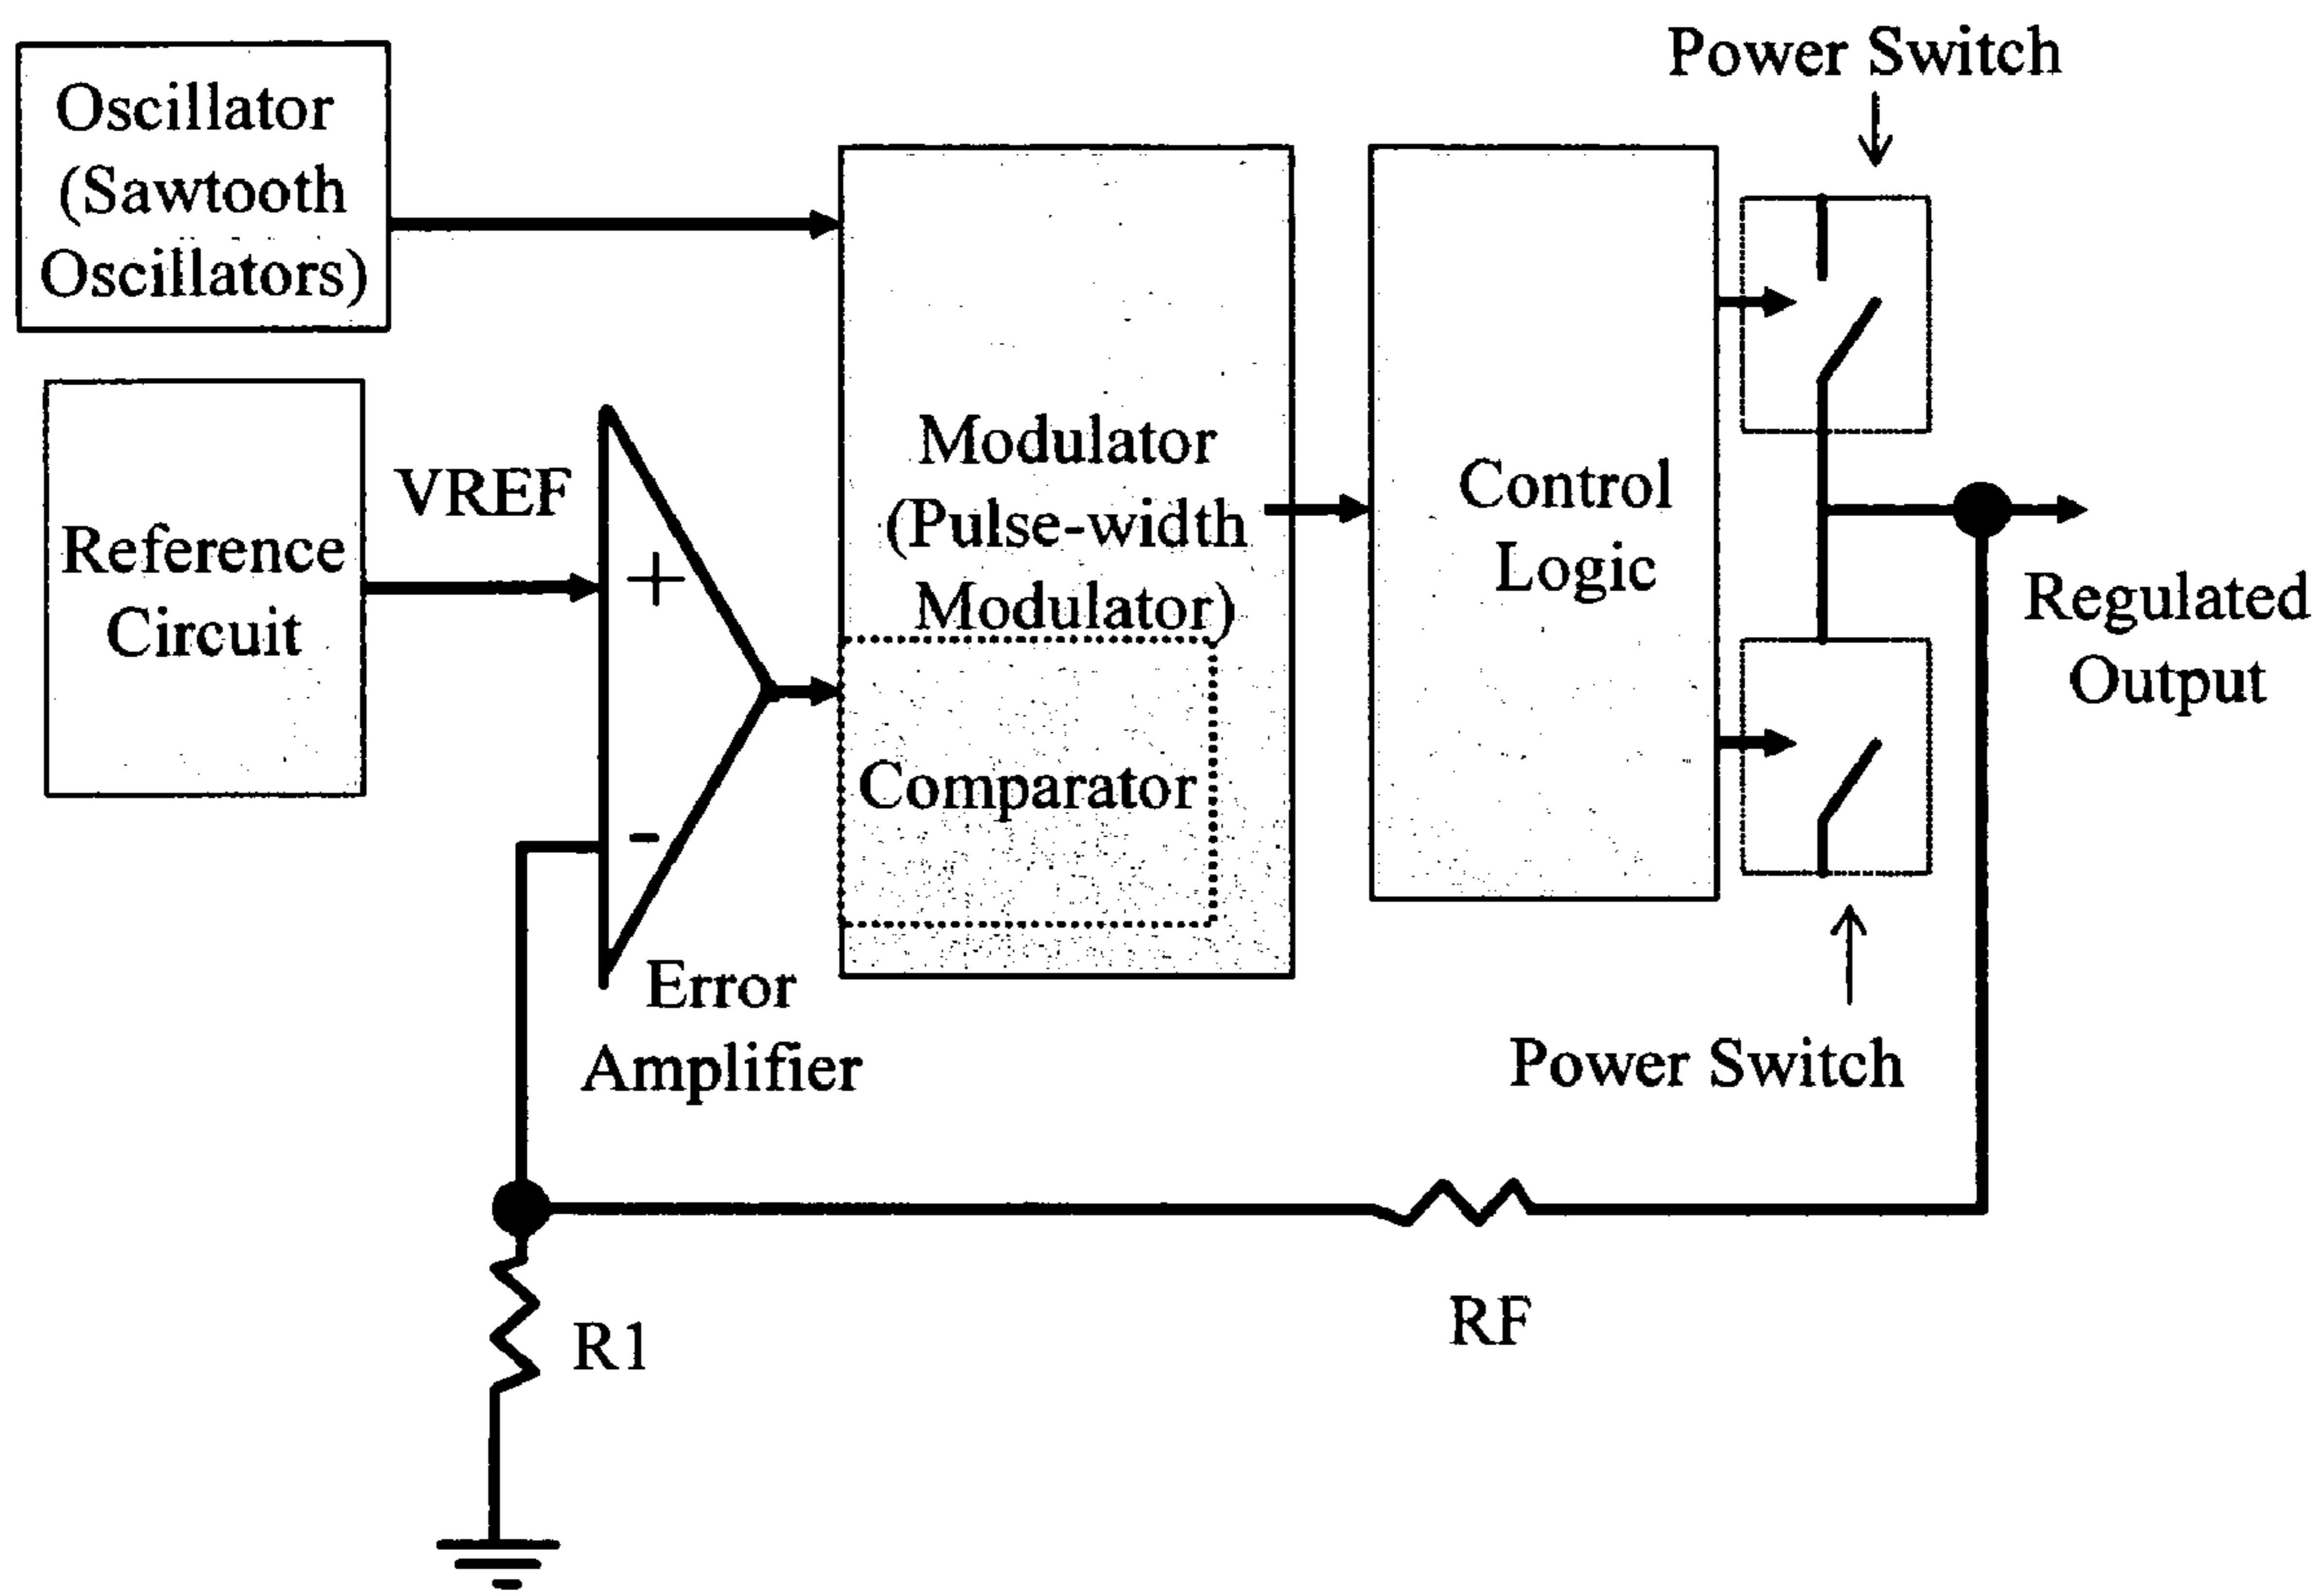 Power Switch
Oscillator
(Sawtooth
Oscillators)
VREF
Reference
Circuit
+
-
Error
Amplifier
Modulator
(Pulse-width
Modulator)
Comparator
Control
Logic
Regulated
Output
Power Switch
R1
RF